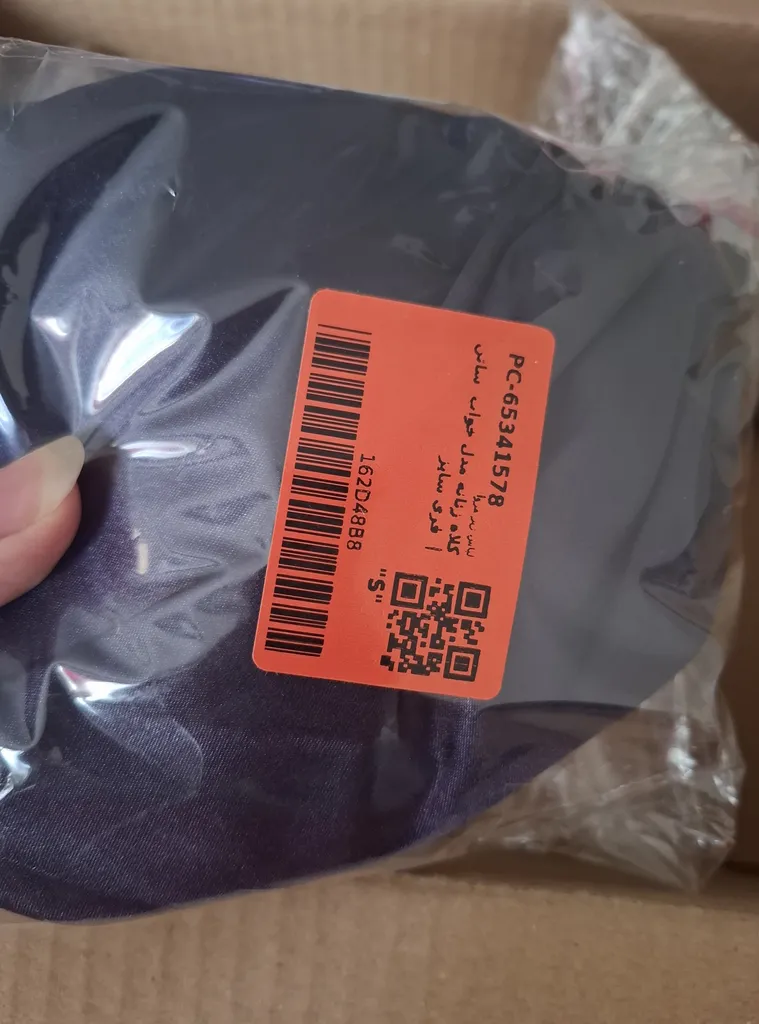 PC-65341578
کلاه زنانه مدل خواب ساتن
ا فری سایز
"S"
162D48B8